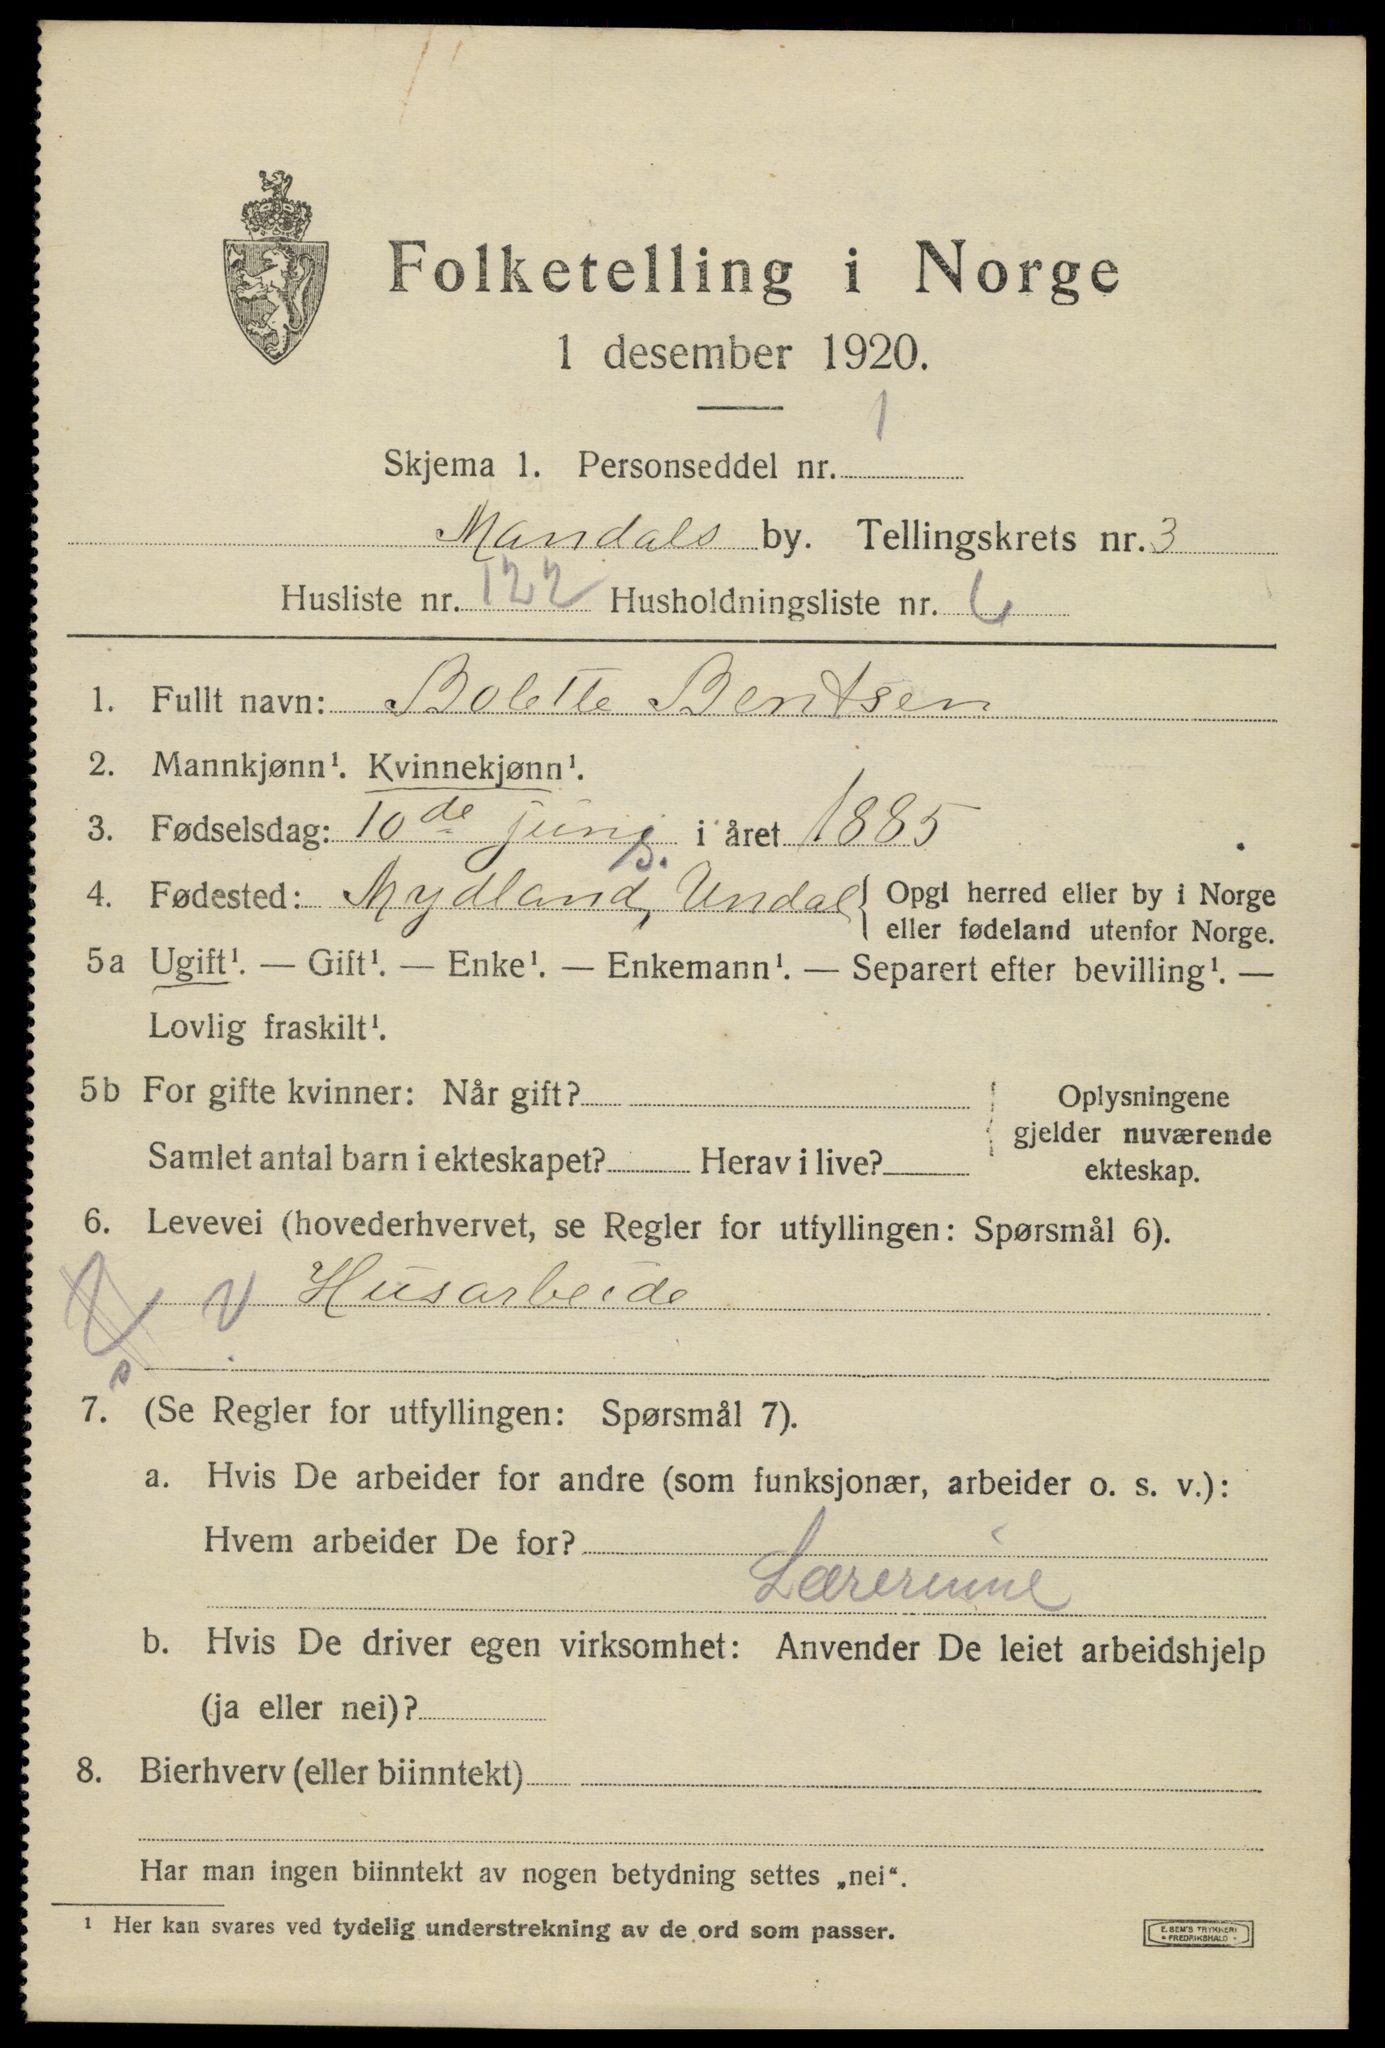 Folketelling i Norge
1 desember 1920.
Skjema 1. Personseddel nr. 1
Mandals by. Tellingskrets nr. 3
Husliste nr. 122 Husholdningsliste nr. 6
1. Fullt navn: Bolette Bentsen
2. Mannkjønn¹. Kvinnekjønn¹.
3. Fødselsdag: 10de juni i året 1885
4. Fødested: Mydland, S. Undal { Opgi herred eller by i Norge
eller fødeland utenfor Norge.
5a Ugift¹. — Gift¹. — Enke¹. — Enkemann¹. — Separert efter bevilling¹. —
Lovlig fraskilt¹.
5b For gifte kvinner: Når gift?
Samlet antal barn i ekteskapet? Herav i live?
Oplysningene
gjelder nuværende
ekteskap.
6. Levevei (hovederhvervet, se Regler for utfyllingen: Spørsmål 6).
v Husarbeide
7. (Se Regler for utfyllingen: Spørsmål 7).
a. Hvis De arbeider for andre (som funksjonær, arbeider o. s. v.):
Hvem arbeider De for?
Lærerinne
b. Hvis De driver egen virksomhet: Anvender De leiet arbeidshjelp
(ja eller nei)?
8. Bierhverv (eller biinntekt)
Har man ingen biinntekt av nogen betydning settes „nei“.
¹ Her kan svares ved tydelig understrekning av de ord som passer.
E. SEM'S TRYKKERI
FREDRIKSHALD